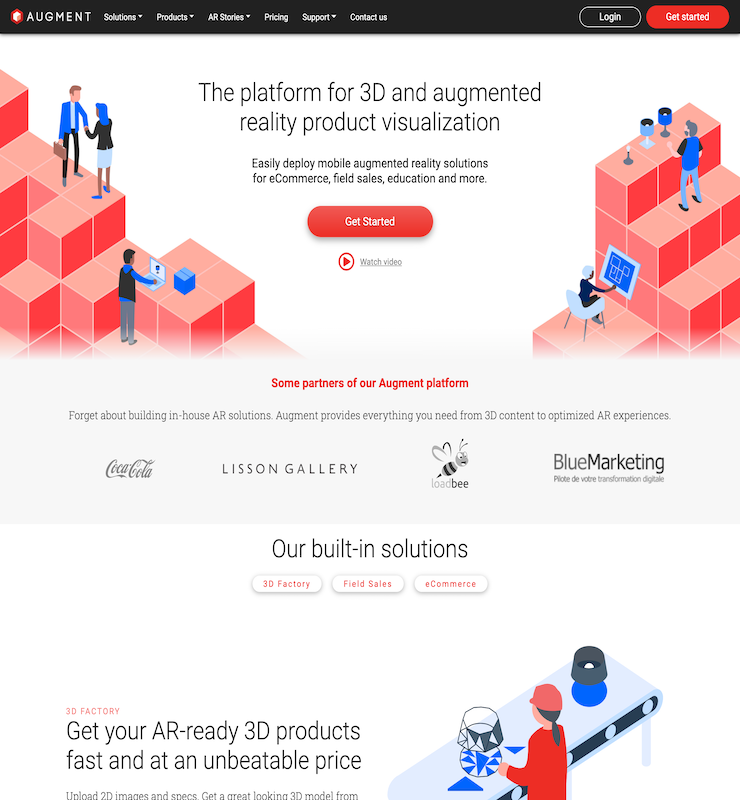 AUGMENT
Solutions
Products
AR Stories
Pricing
Support
Contact us
Login
Get started
The platform for 3D and augmented
reality product visualization
Easily deploy mobile augmented reality solutions
for eCommerce, field sales, education and more.
Get Started
Watch video
Some partners of our Augment platform
Forget about building in-house AR solutions. Augment provides everything you need from 3D content to optimized AR experiences.
Coca-Cola
LISSON GALLERY
loadbee
BlueMarketing
Pilote de votre transformation digitale
Our built-in solutions
3D Factory
Field Sales
eCommerce
3D FACTORY
Get your AR-ready 3D products
fast and at an unbeatable price
Upload 2D images and specs. Get a great looking 3D model from